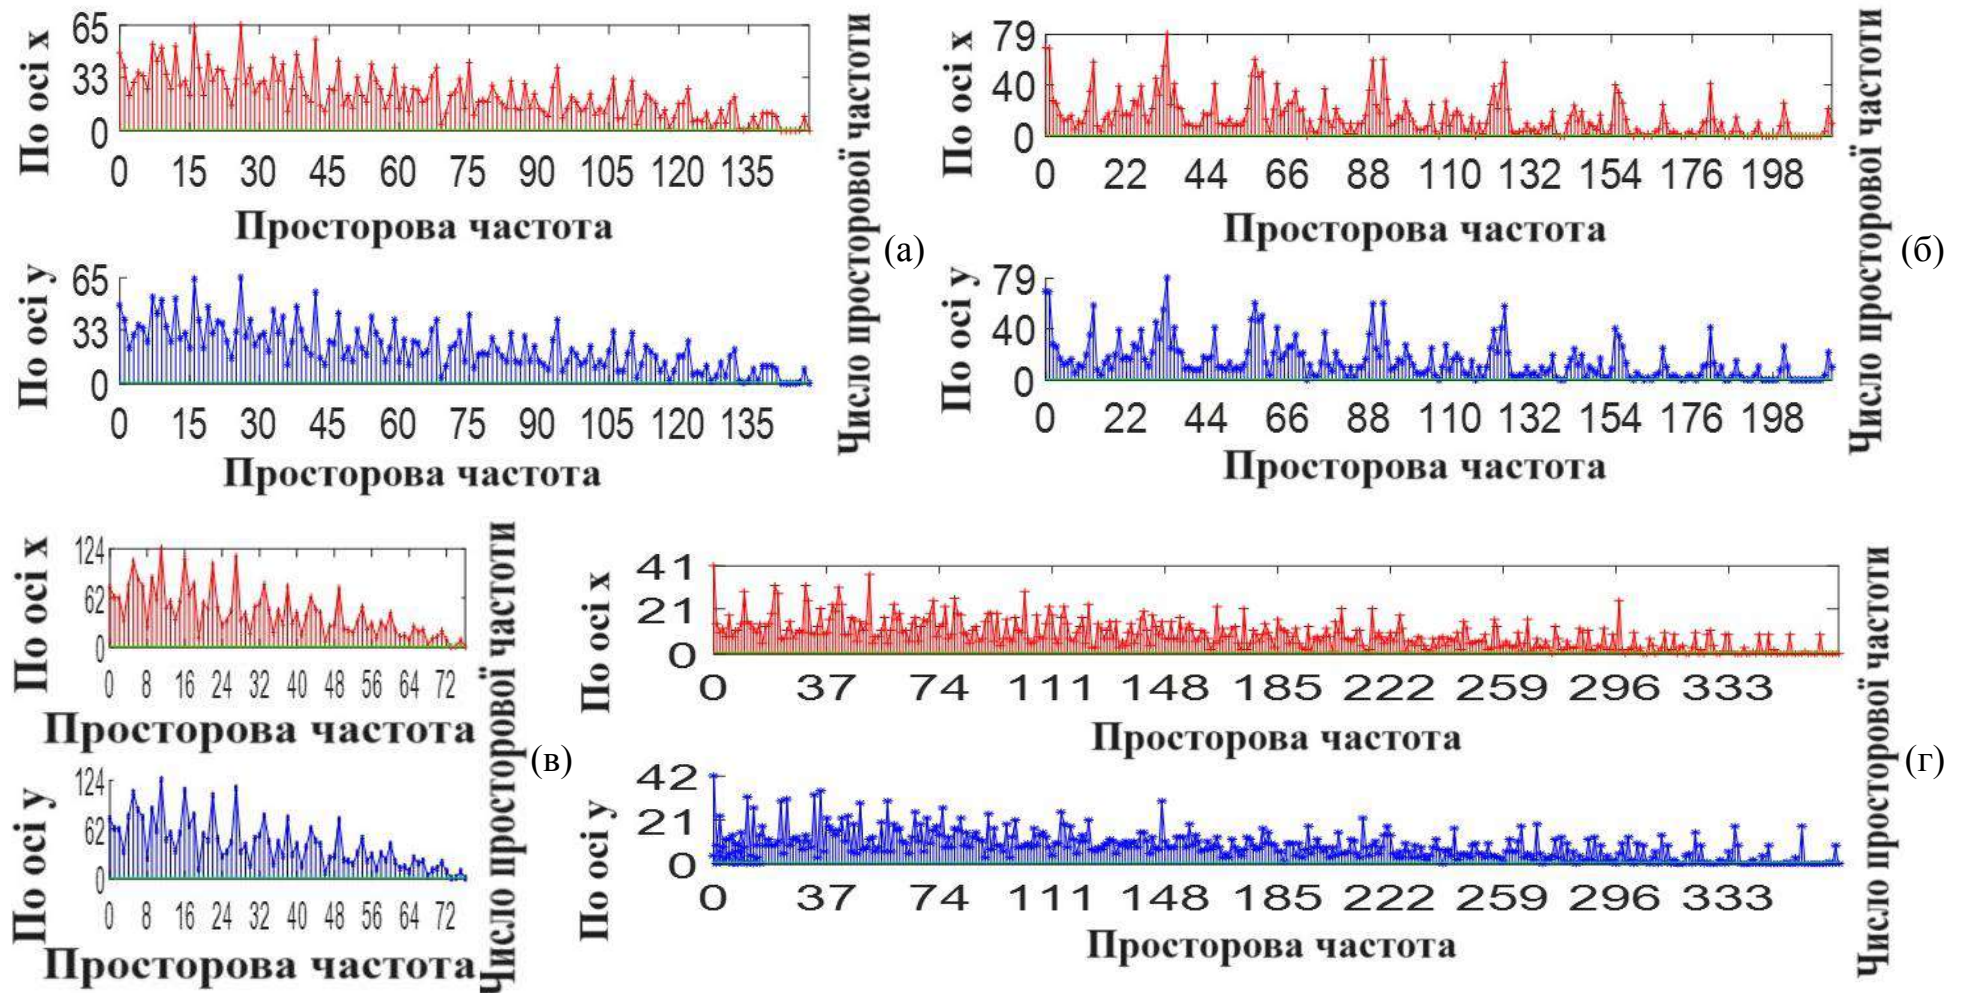 По осі х
65
33
0
0 15 30 45 60 75 90 105 120 135
Просторова частота
По осі у
65
33
0
0 15 30 45 60 75 90 105 120 135
Просторова частота
Число просторової частоти
(а)
По осі х
79
40
0
0 22 44 66 88 110 132 154 176 198
Просторова частота
По осі у
79
40
0
0 22 44 66 88 110 132 154 176 198
Просторова частота
Число просторової частоти
(б)
По осі х
124
62
0
0 8 16 24 32 40 48 56 64 72
Просторова частота
По осі у
124
62
0
0 8 16 24 32 40 48 56 64 72
Просторова частота
Число просторової частоти
(в)
По осі х
41
21
0
0 37 74 111 148 185 222 259 296 333
Просторова частота
По осі у
42
21
0
0 37 74 111 148 185 222 259 296 333
Просторова частота
Число просторової частоти
(г)